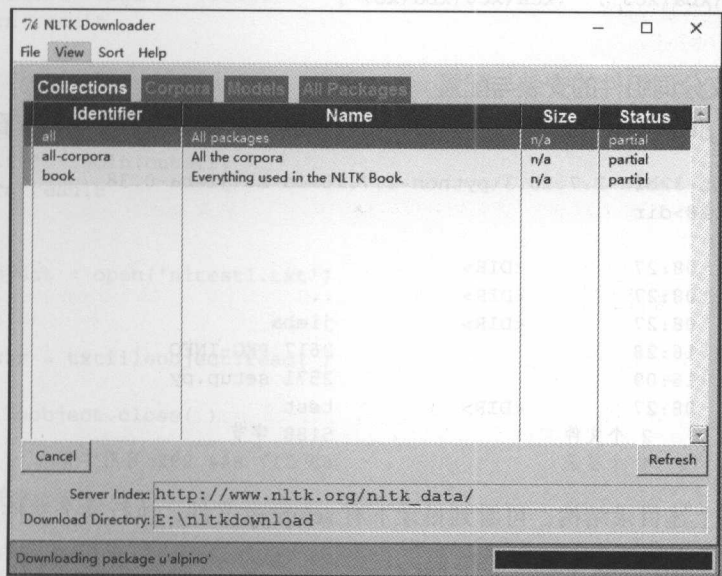 NLTK Downloader
File View Sort Help
Collections Corpora Models All Packages
Identifier Name Size Status
all All packages n/a partial
all-corpora All the corpora n/a partial
book Everything used in the NLTK Book n/a partial
Cancel Refresh
Server Index: http://www.nltk.org/nltk_data/
Download Directory: E:\nltkdownload
Downloading package u'alpino'